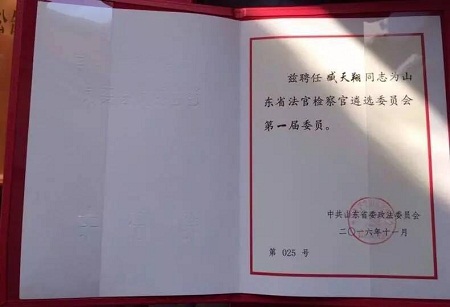 兹聘任 臧天翔同志为山
东省法官检察官遴选委员会
第一届委员。
中共山东省委政法委员会
二〇一六年十一月
第 025 号